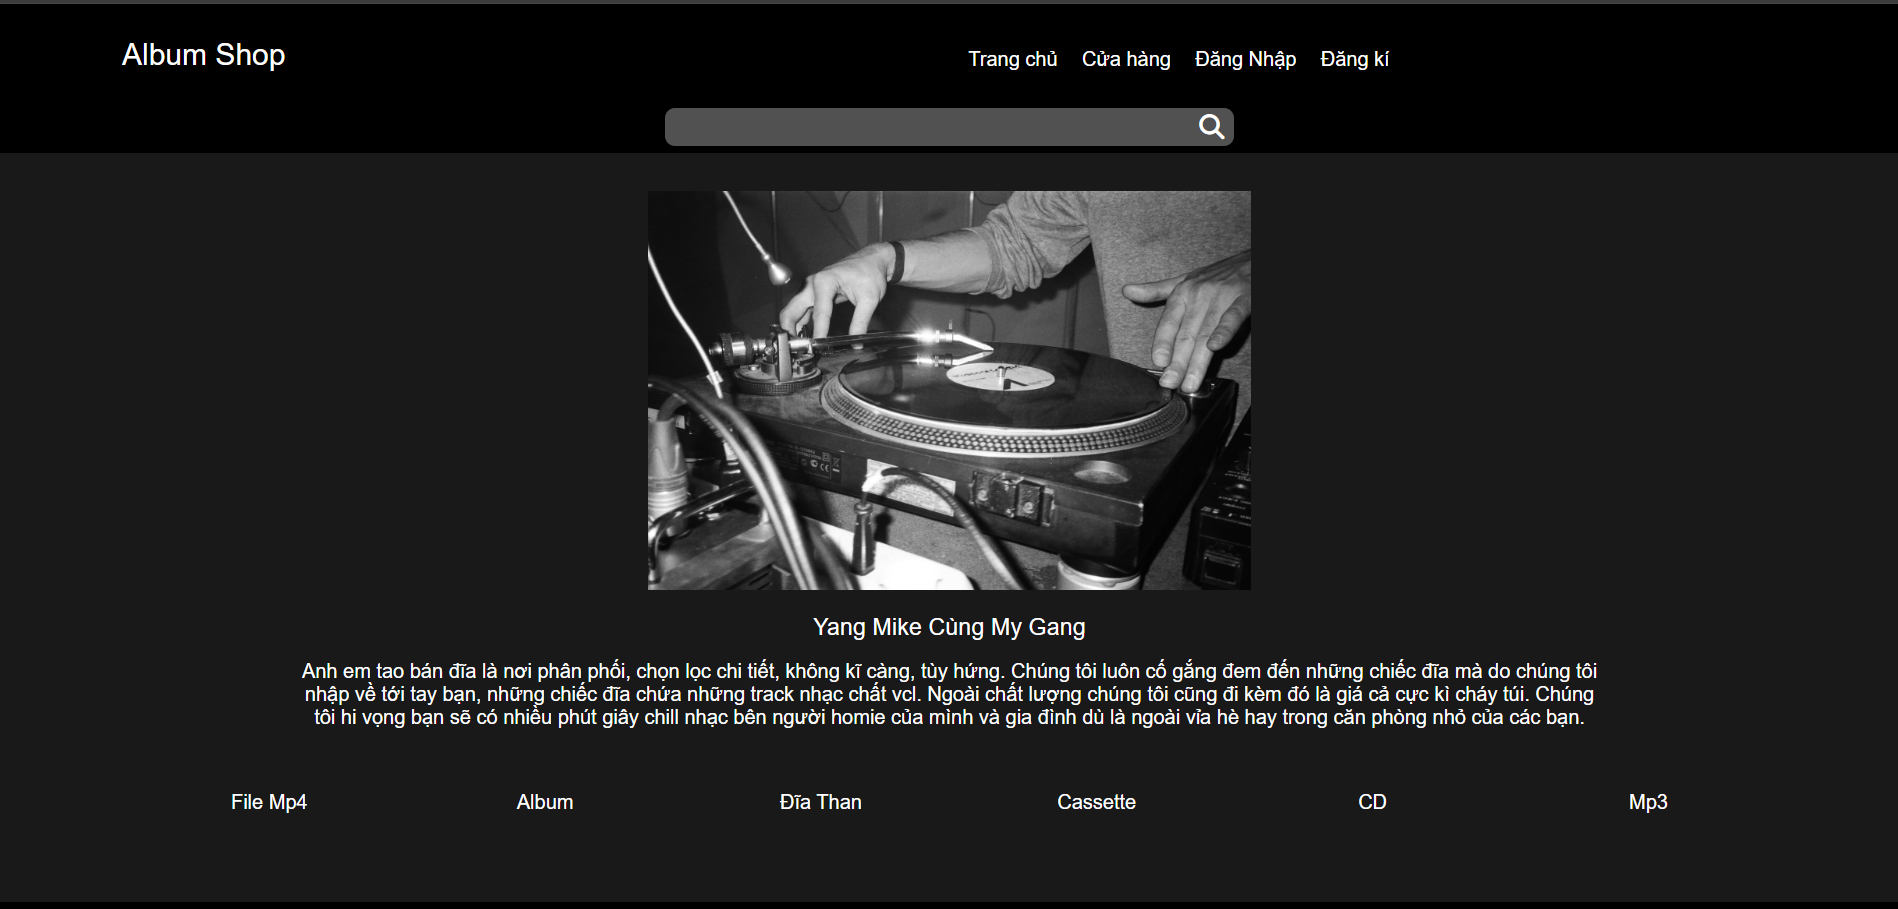 Album Shop
Trang chủ Cửa hàng Đăng Nhập Đăng kí
Yang Mike Cùng My Gang
Anh em tao bán đĩa là nơi phân phối, chọn lọc chi tiết, không kĩ càng, tùy hứng. Chúng tôi luôn cố gắng đem đến những chiếc đĩa mà do chúng tôi
nhập về tới tay bạn, những chiếc đĩa chứa những track nhạc chất vcl. Ngoài chất lượng chúng tôi cũng đi kèm đó là giá cả cực kì cháy túi. Chúng
tôi hi vọng bạn sẽ có nhiều phút giây chill nhạc bên người homie của mình và gia đình dù là ngoài vỉa hè hay trong căn phòng nhỏ của các bạn.
File Mp4 Album Đĩa Than Cassette CD Mp3